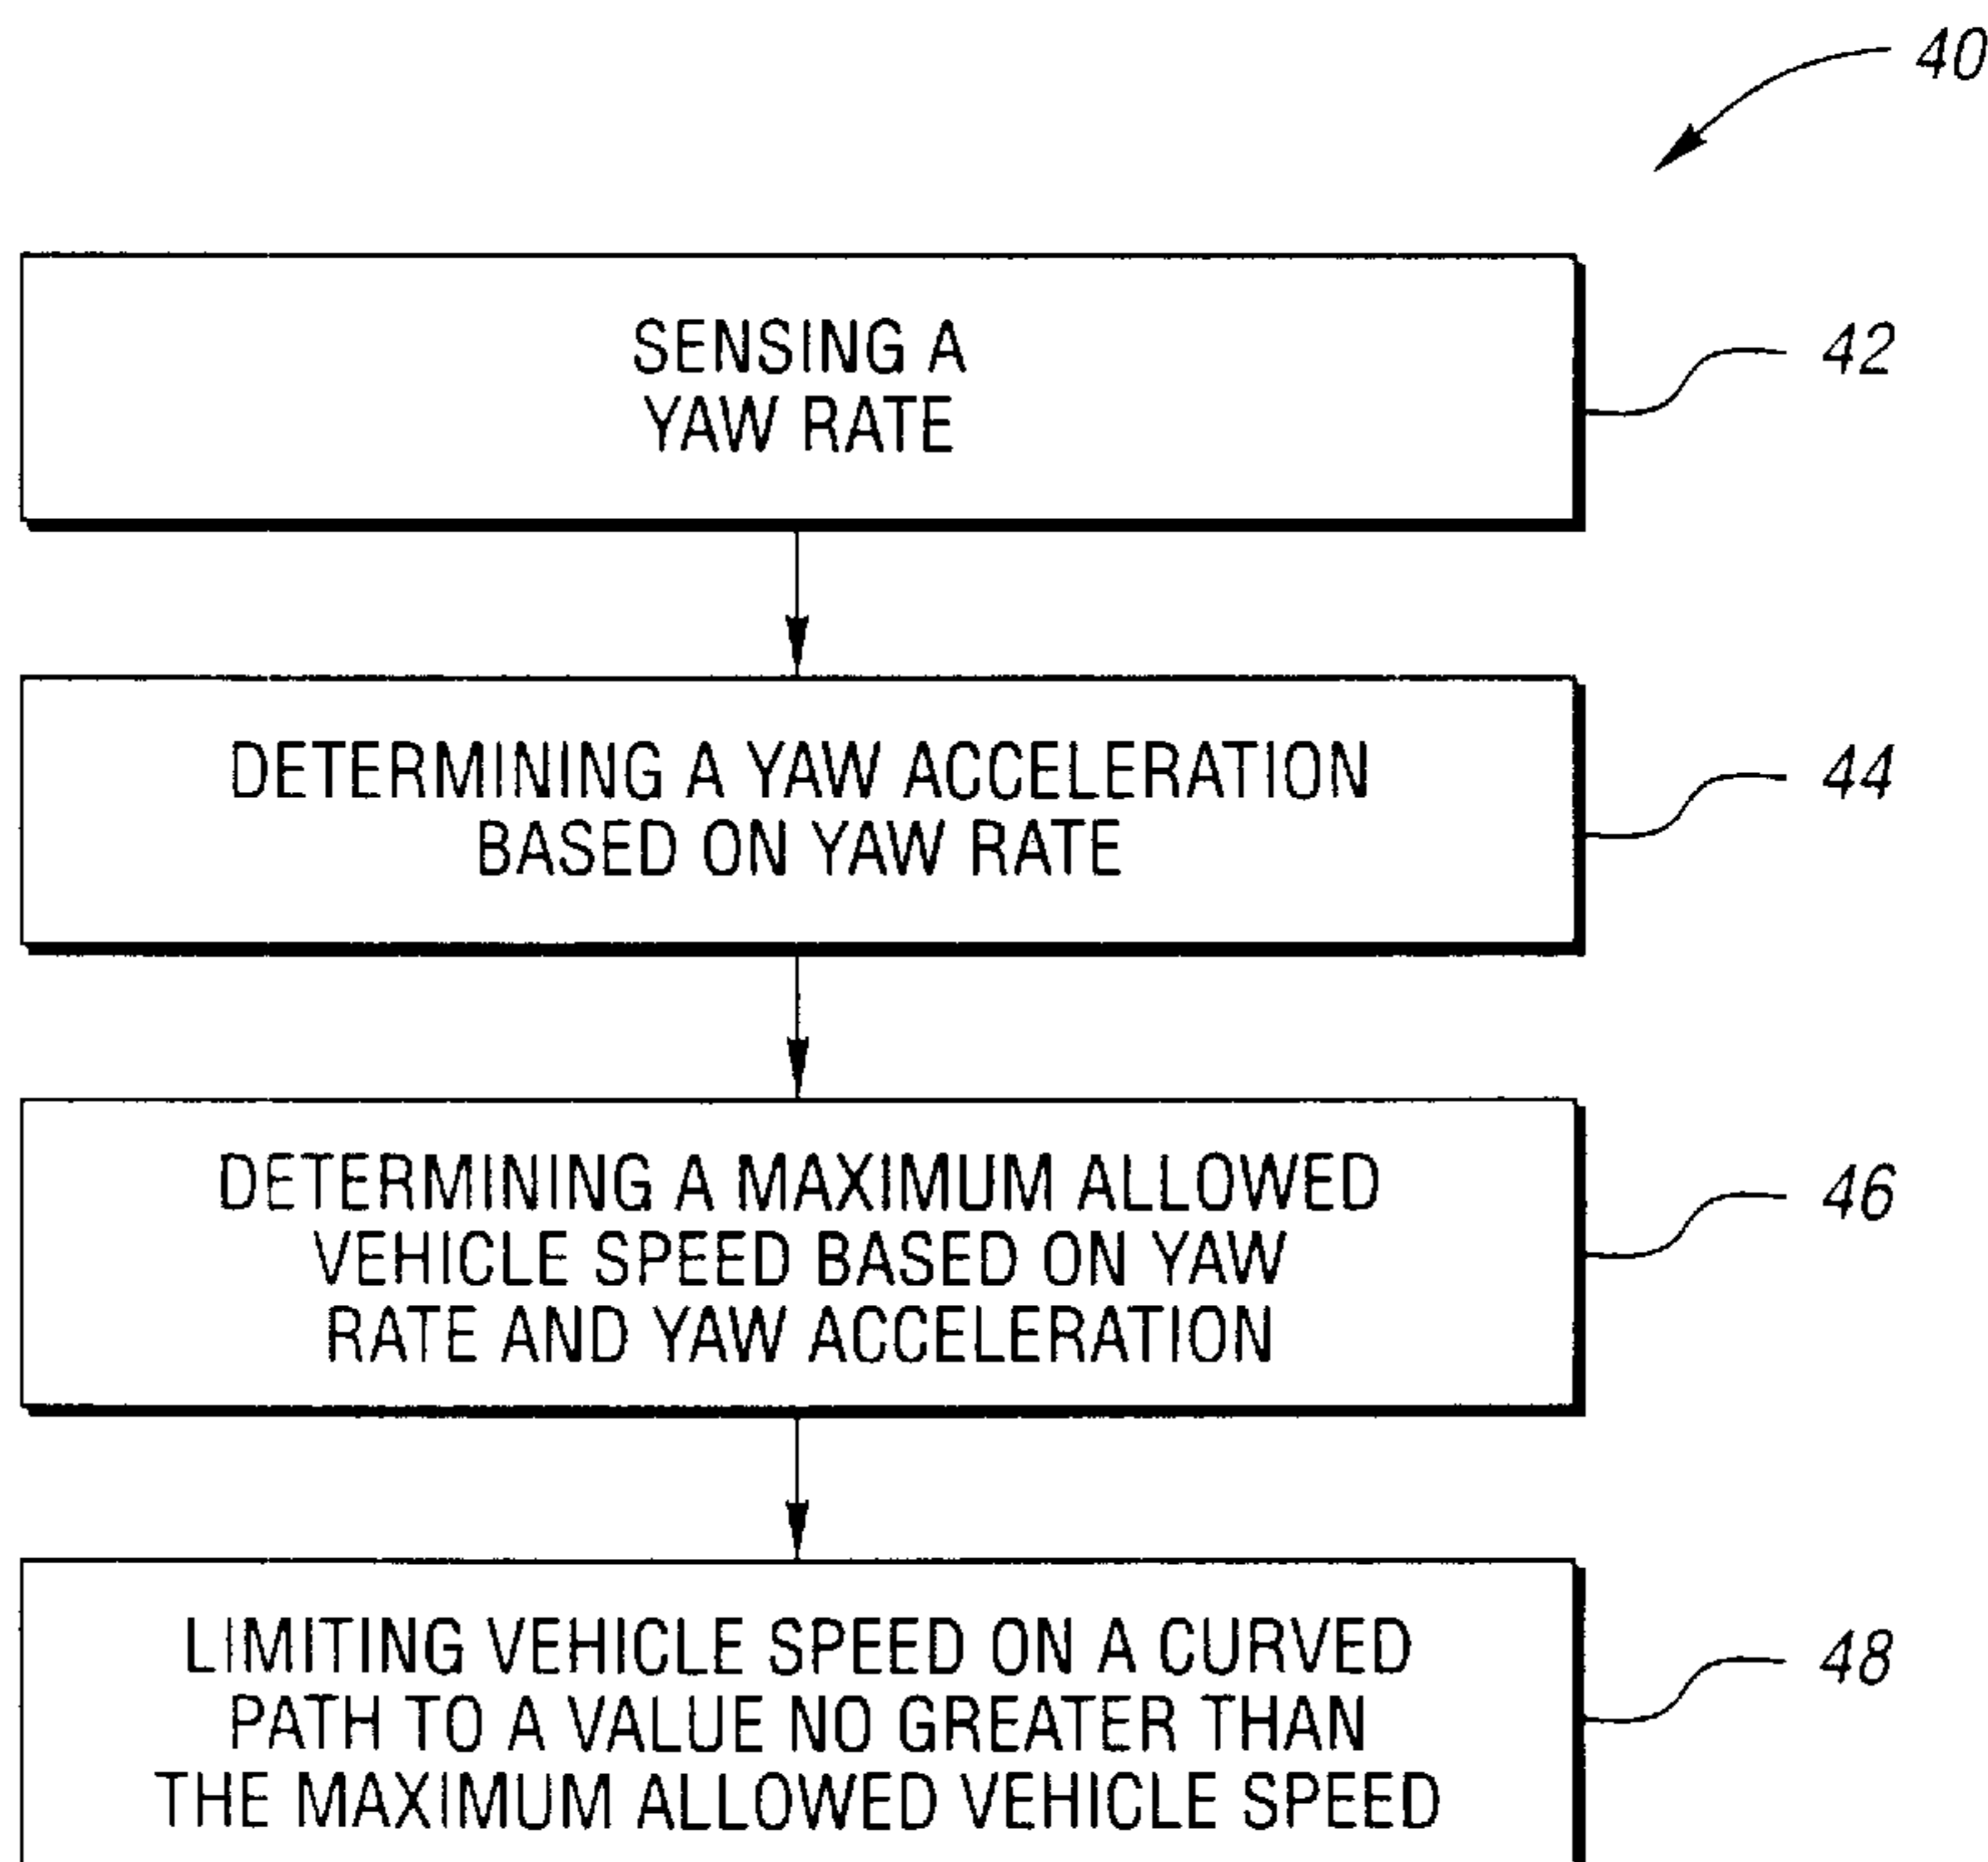 40
SENSING A
YAW RATE
42
DETERMINING A YAW ACCELERATION
BASED ON YAW RATE
44
DETERMINING A MAXIMUM ALLOWED
VEHICLE SPEED BASED ON YAW
RATE AND YAW ACCELERATION
46
LIMITING VEHICLE SPEED ON A CURVED
PATH TO A VALUE NO GREATER THAN
THE MAXIMUM ALLOWED VEHICLE SPEED
48